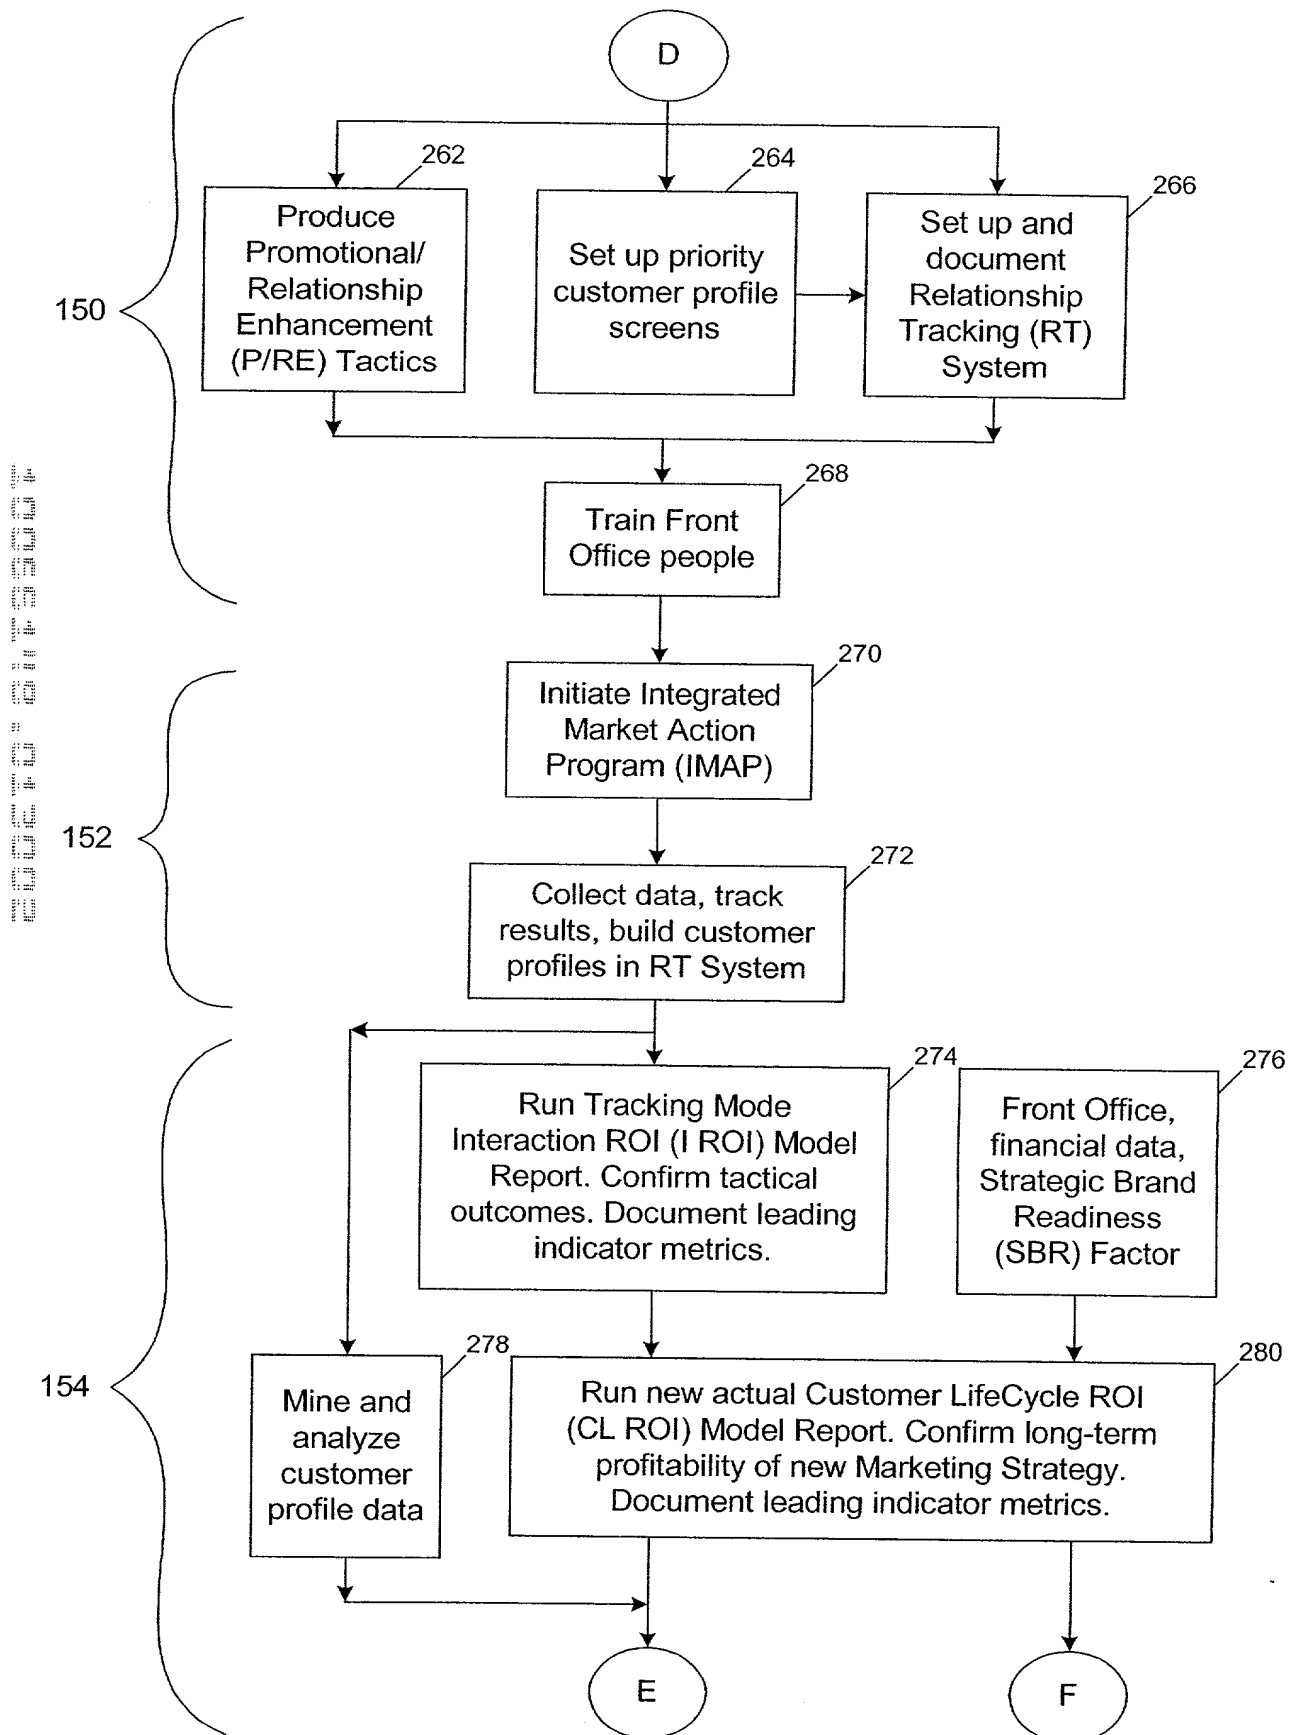 D
262
264
266
Produce
Promotional/
Relationship
Enhancement
(P/RE) Tactics
Set up priority
customer profile
screens
Set up and
document
Relationship
Tracking (RT)
System
150
268
Train Front
Office people
270
Initiate Integrated
Market Action
Program (IMAP)
152
272
Collect data, track
results, build customer
profiles in RT System
274
276
Run Tracking Mode
Interaction ROI (I ROI) Model
Report. Confirm tactical
outcomes. Document leading
indicator metrics.
Front Office,
financial data,
Strategic Brand
Readiness
(SBR) Factor
154
278
280
Mine and
analyze
customer
profile data
Run new actual Customer LifeCycle ROI
(CL ROI) Model Report. Confirm long-term
profitability of new Marketing Strategy.
Document leading indicator metrics.
E
F